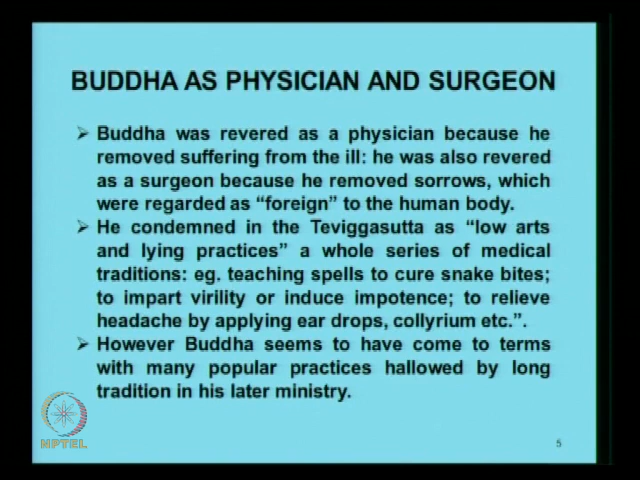 BUDDHA AS PHYSICIAN AND SURGEON
➢ Buddha was revered as a physician because he
removed suffering from the ill: he was also revered
as a surgeon because he removed sorrows, which
were regarded as “foreign” to the human body.
➢ He condemned in the Teviggasutta as “low arts
and lying practices” a whole series of medical
traditions: eg. teaching spells to cure snake bites;
to impart virility or induce impotence; to relieve
headache by applying ear drops, collyrium etc.”.
➢ However Buddha seems to have come to terms
with many popular practices hallowed by long
tradition in his later ministry.
NPTEL
5